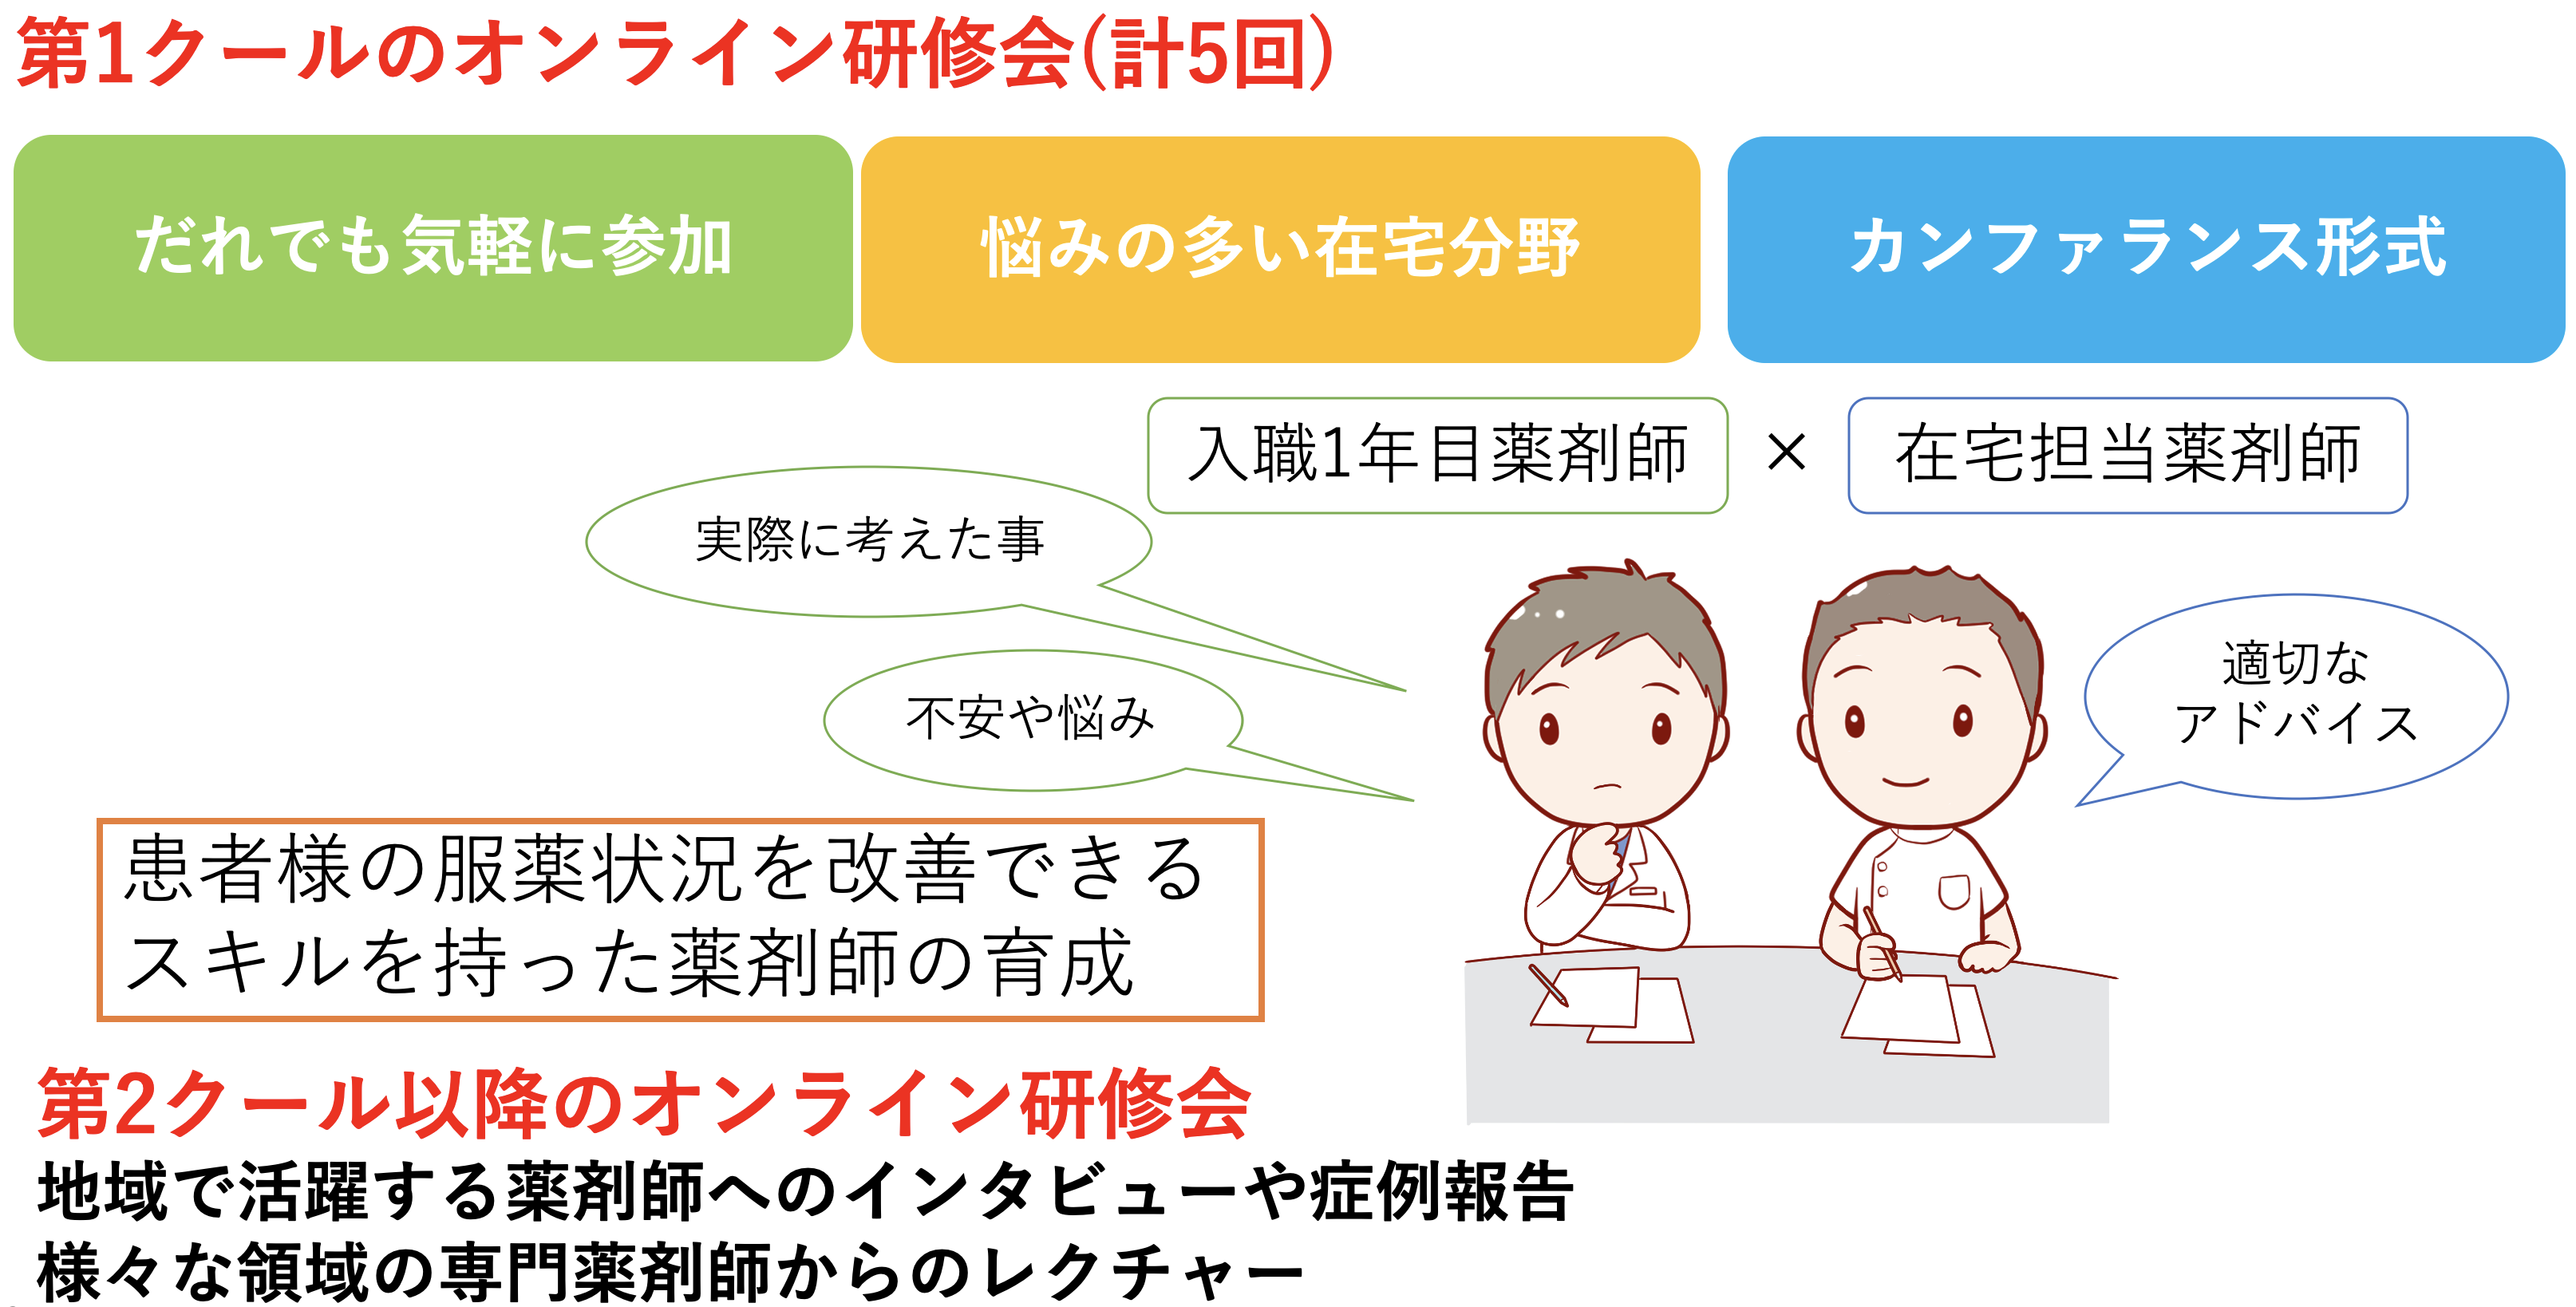 第1クールのオンライン研修会(計5回)
だれでも気軽に参加
悩みの多い在宅分野
カンファランス形式
入職1年目薬剤師 × 在宅担当薬剤師
実際に考えた事
不安や悩み
適切な
アドバイス
患者様の服薬状況を改善できる
スキルを持った薬剤師の育成
第2クール以降のオンライン研修会
地域で活躍する薬剤師へのインタビューや症例報告
様々な領域の専門薬剤師からのレクチャー